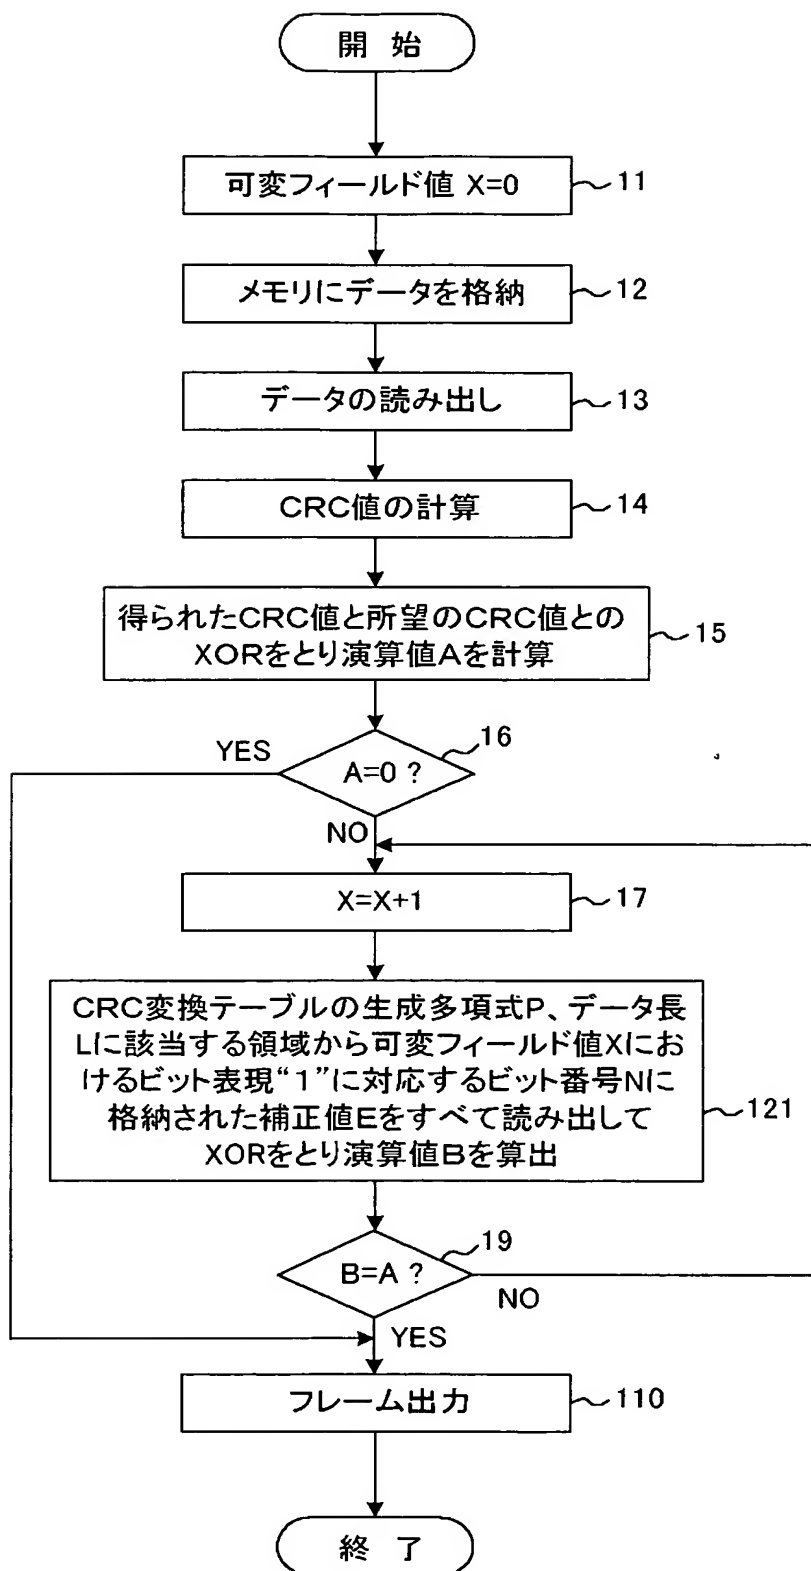 開 始
可変フィールド値 X=0
11
メモリにデータを格納
12
データの読み出し
13
CRC値の計算
14
得られたCRC値と所望のCRC値との
XORをとり演算値Aを計算
15
16
YES
A=0 ?
NO
X=X+1
17
CRC変換テーブルの生成多項式P、データ長
Lに該当する領域から可変フィールド値Xにお
けるビット表現“1”に対応するビット番号Nに
格納された補正値Eをすべて読み出して
XORをとり演算値Bを算出
121
19
B=A ?
NO
YES
フレーム出力
110
終 了